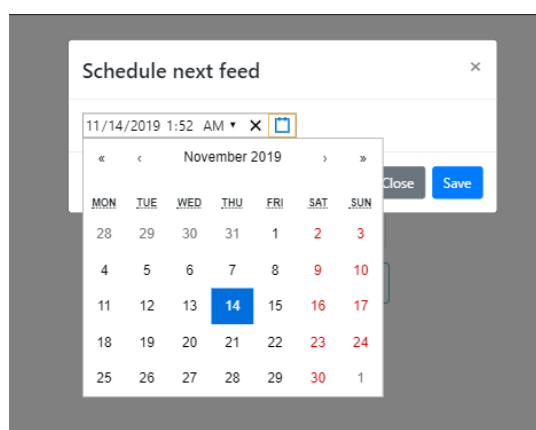 Schedule next feed ×
11/14/2019 1:52 AM ▾ ✕
« ‹ November 2019 › »
Close Save
MON TUE WED THU FRI SAT SUN
28 29 30 31 1 2 3
4 5 6 7 8 9 10
11 12 13 14 15 16 17
18 19 20 21 22 23 24
25 26 27 28 29 30 1